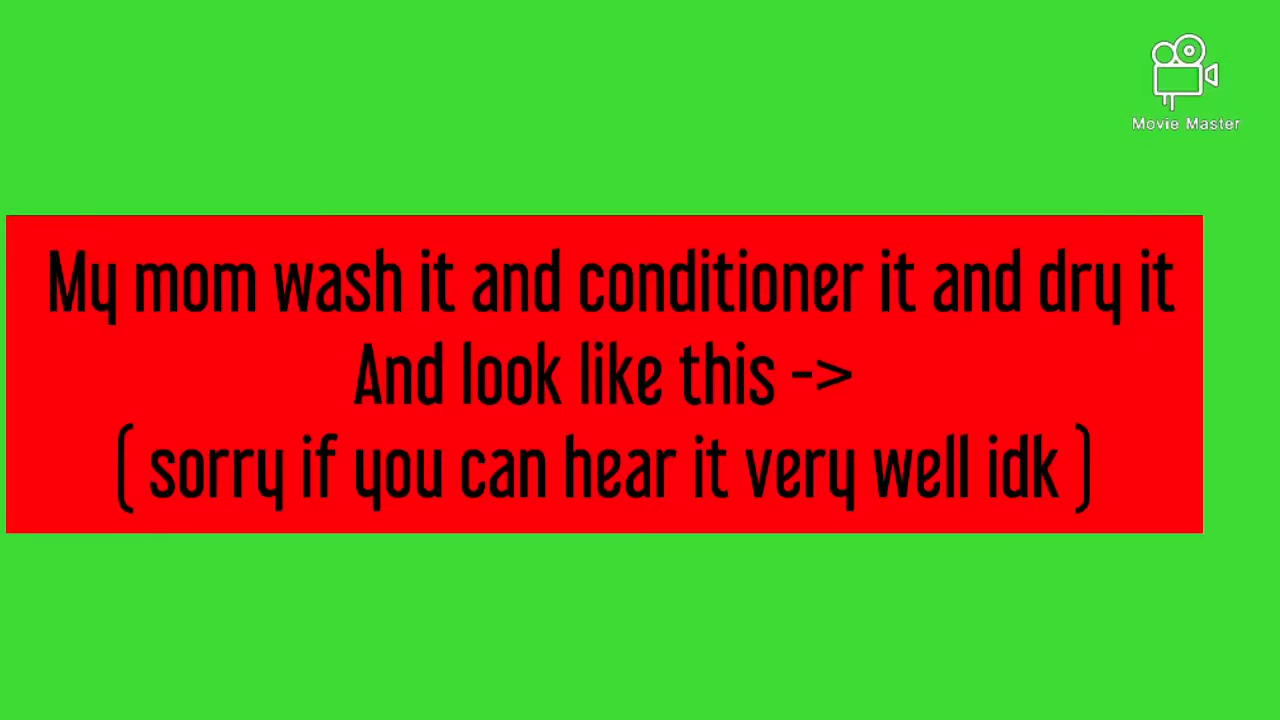 Movie Master
My mom wash it and conditioner it and dry it
And look like this ->
( sorry if you can hear it very well idk )